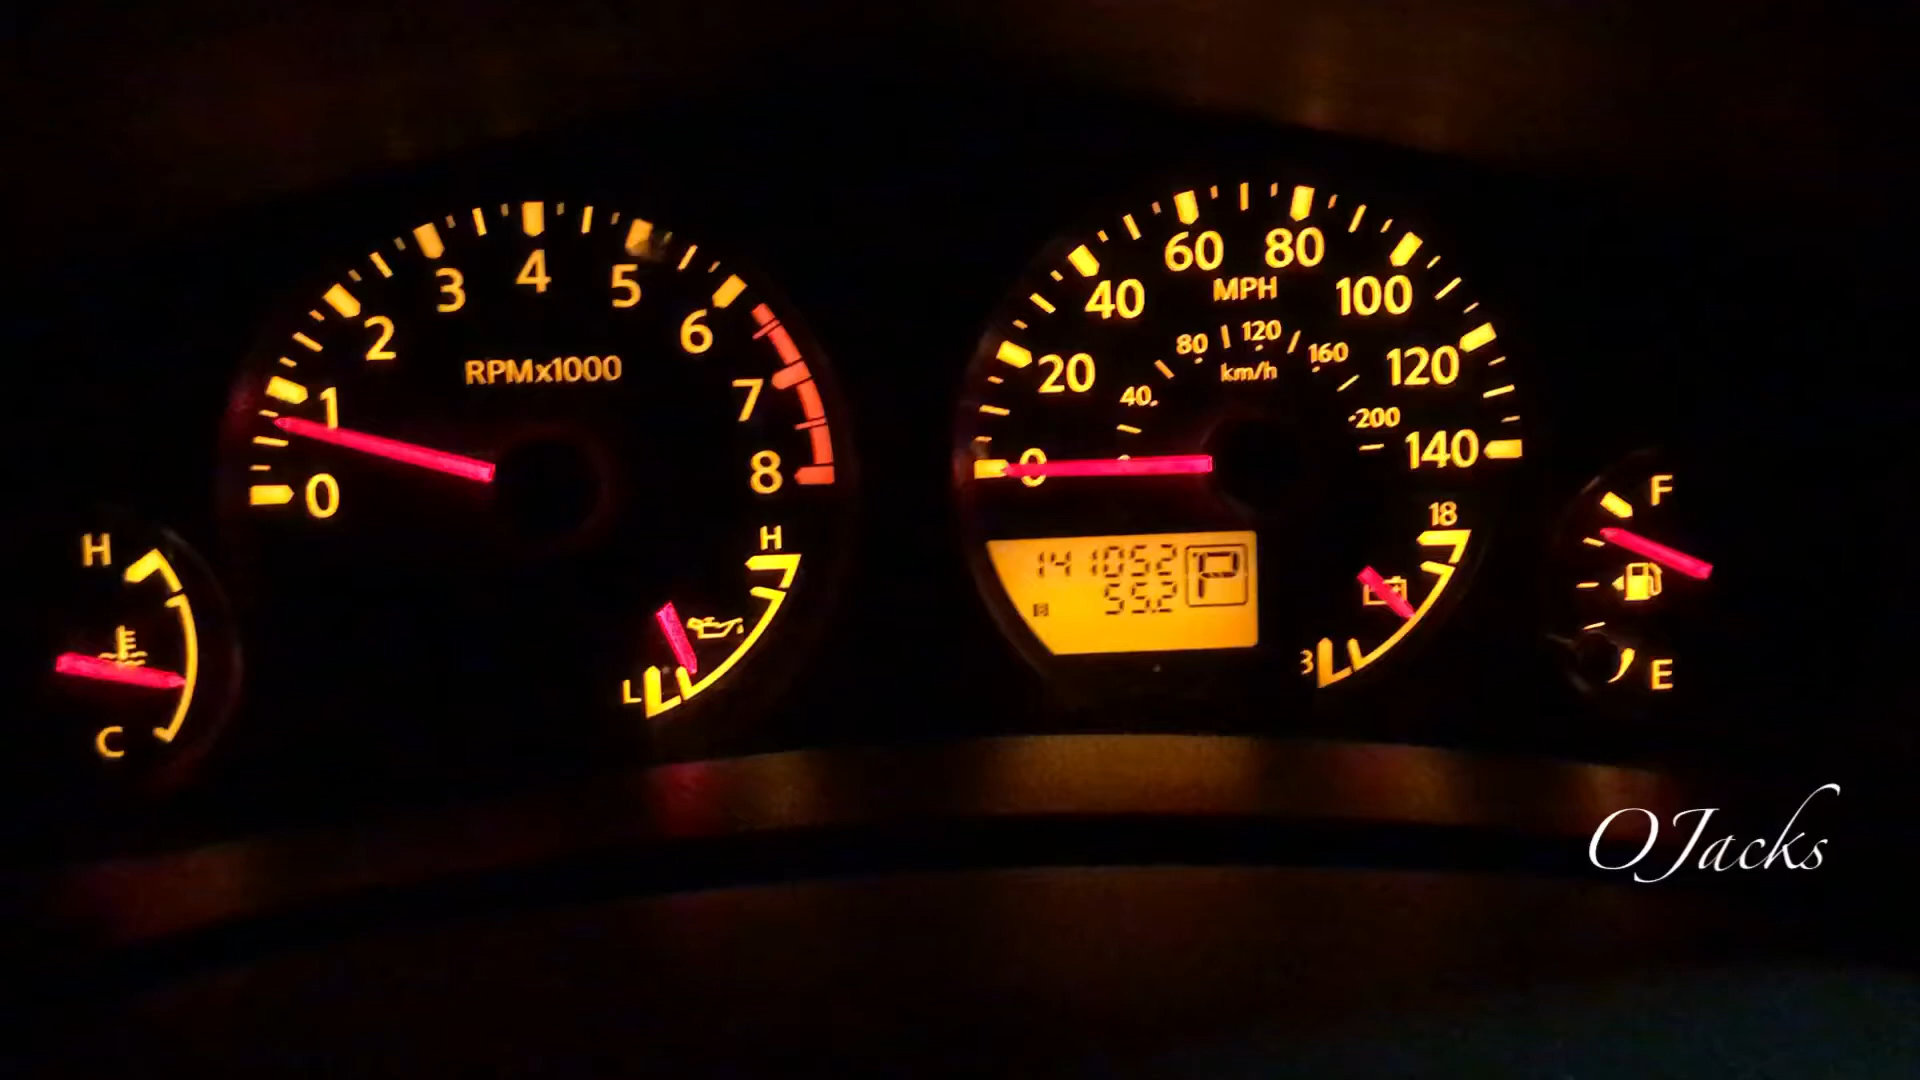 0 1 2 3 4 5 6 7 8
RPMx1000
H
C
H
L
0 20 40 60 80 100 120 140
MPH
40 80 120 160 200
km/h
141052
55.2
P
18
F
E
OJacks